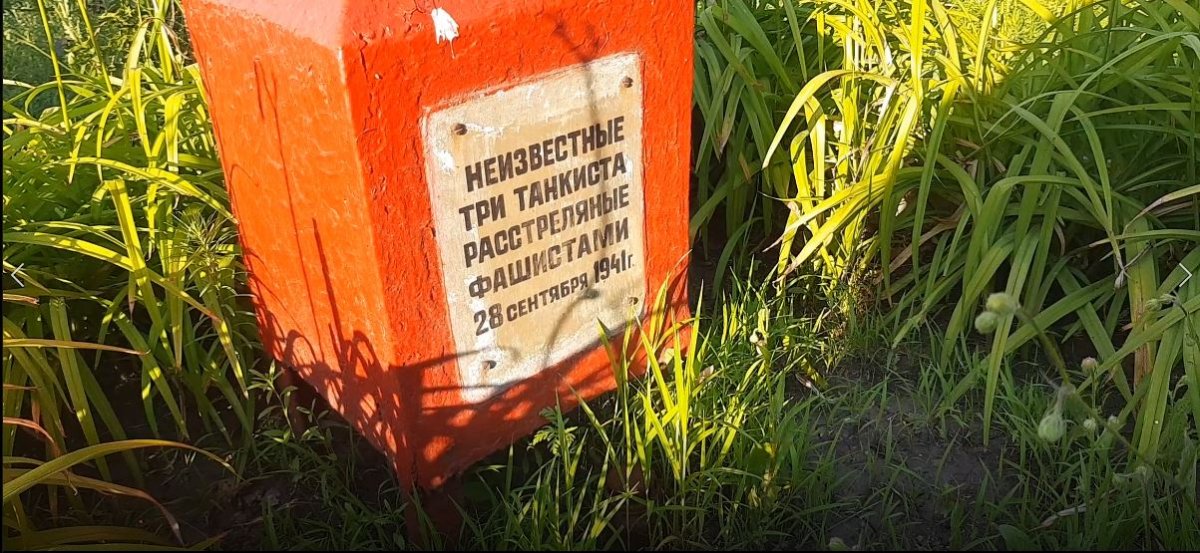 НЕИЗВЕСТНЫЕ
ТРИ ТАНКИСТА
РАССТРЕЛЯНЫЕ
ФАШИСТАМИ
28 СЕНТЯБРЯ 1941г.